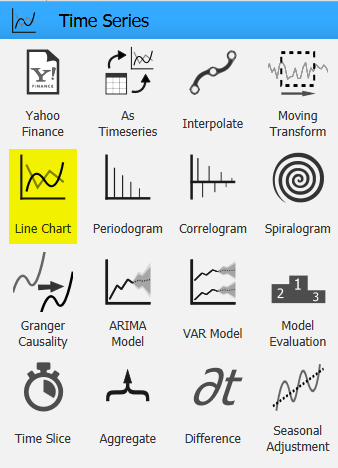 Time Series
Y!
FINANCE
Yahoo
Finance
As
Timeseries
Interpolate
Moving
Transform
Line Chart
Periodogram
Correlogram
Spiralogram
Granger
Causality
ARIMA
Model
VAR Model
2 1 3
Model
Evaluation
Time Slice
Aggregate
∂t
Difference
Seasonal
Adjustment